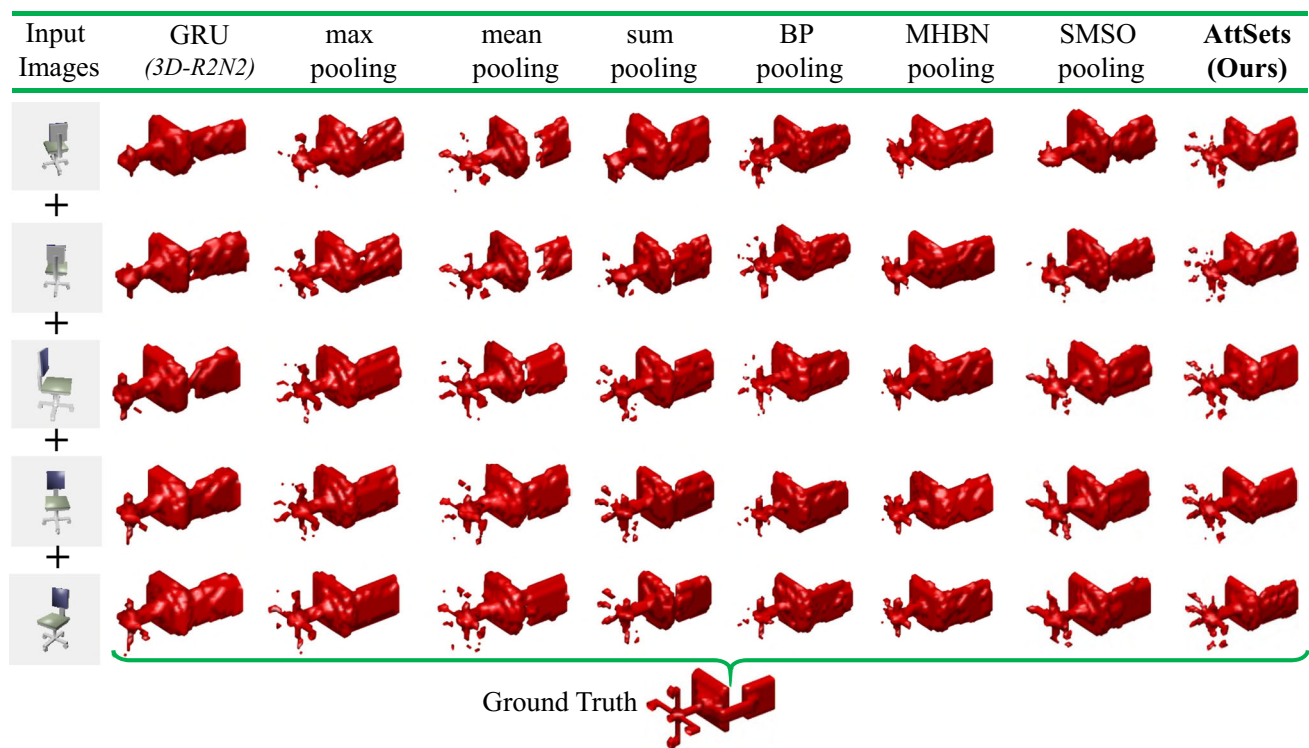 Input Images
GRU (3D-R2N2)
max pooling
mean pooling
sum pooling
BP pooling
MHBN pooling
SMSO pooling
AttSets (Ours)
+
+
+
+
Ground Truth